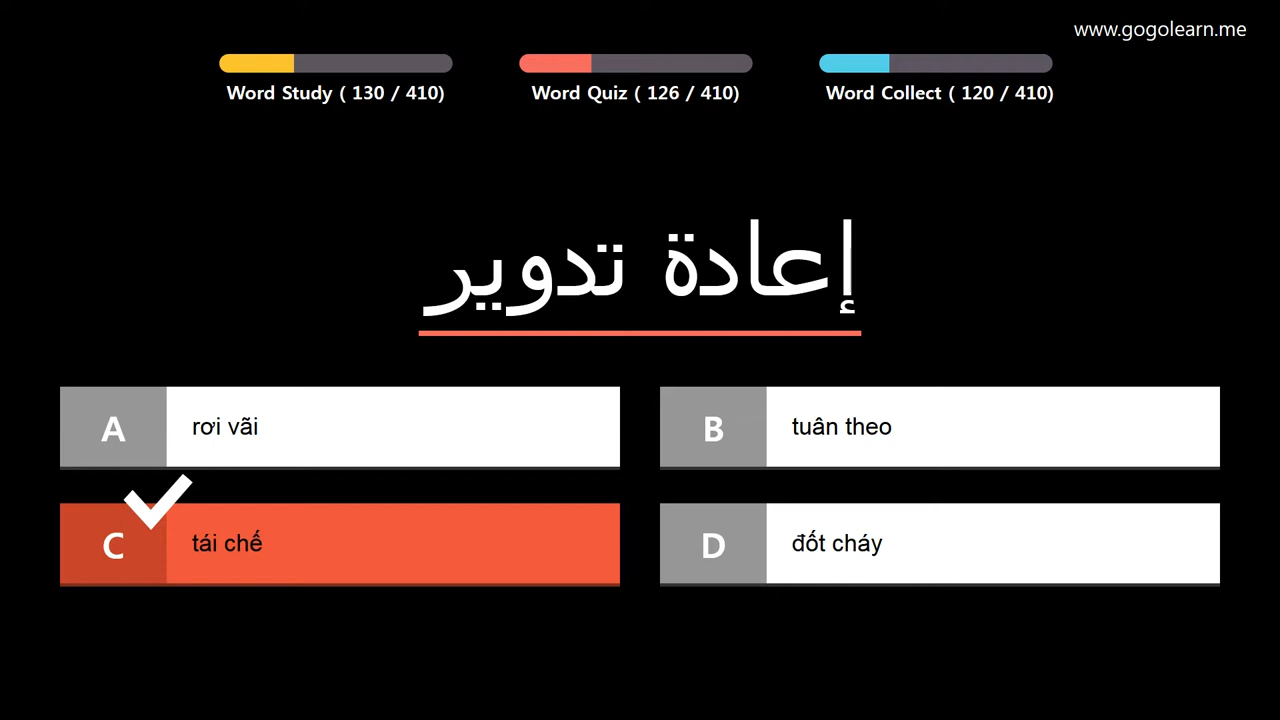 www.gogolearn.me
Word Study ( 130 / 410)
Word Quiz ( 126 / 410)
Word Collect ( 120 / 410)
إعادة تدوير
A rơi vãi
B tuân theo
C tái chế
D đốt cháy